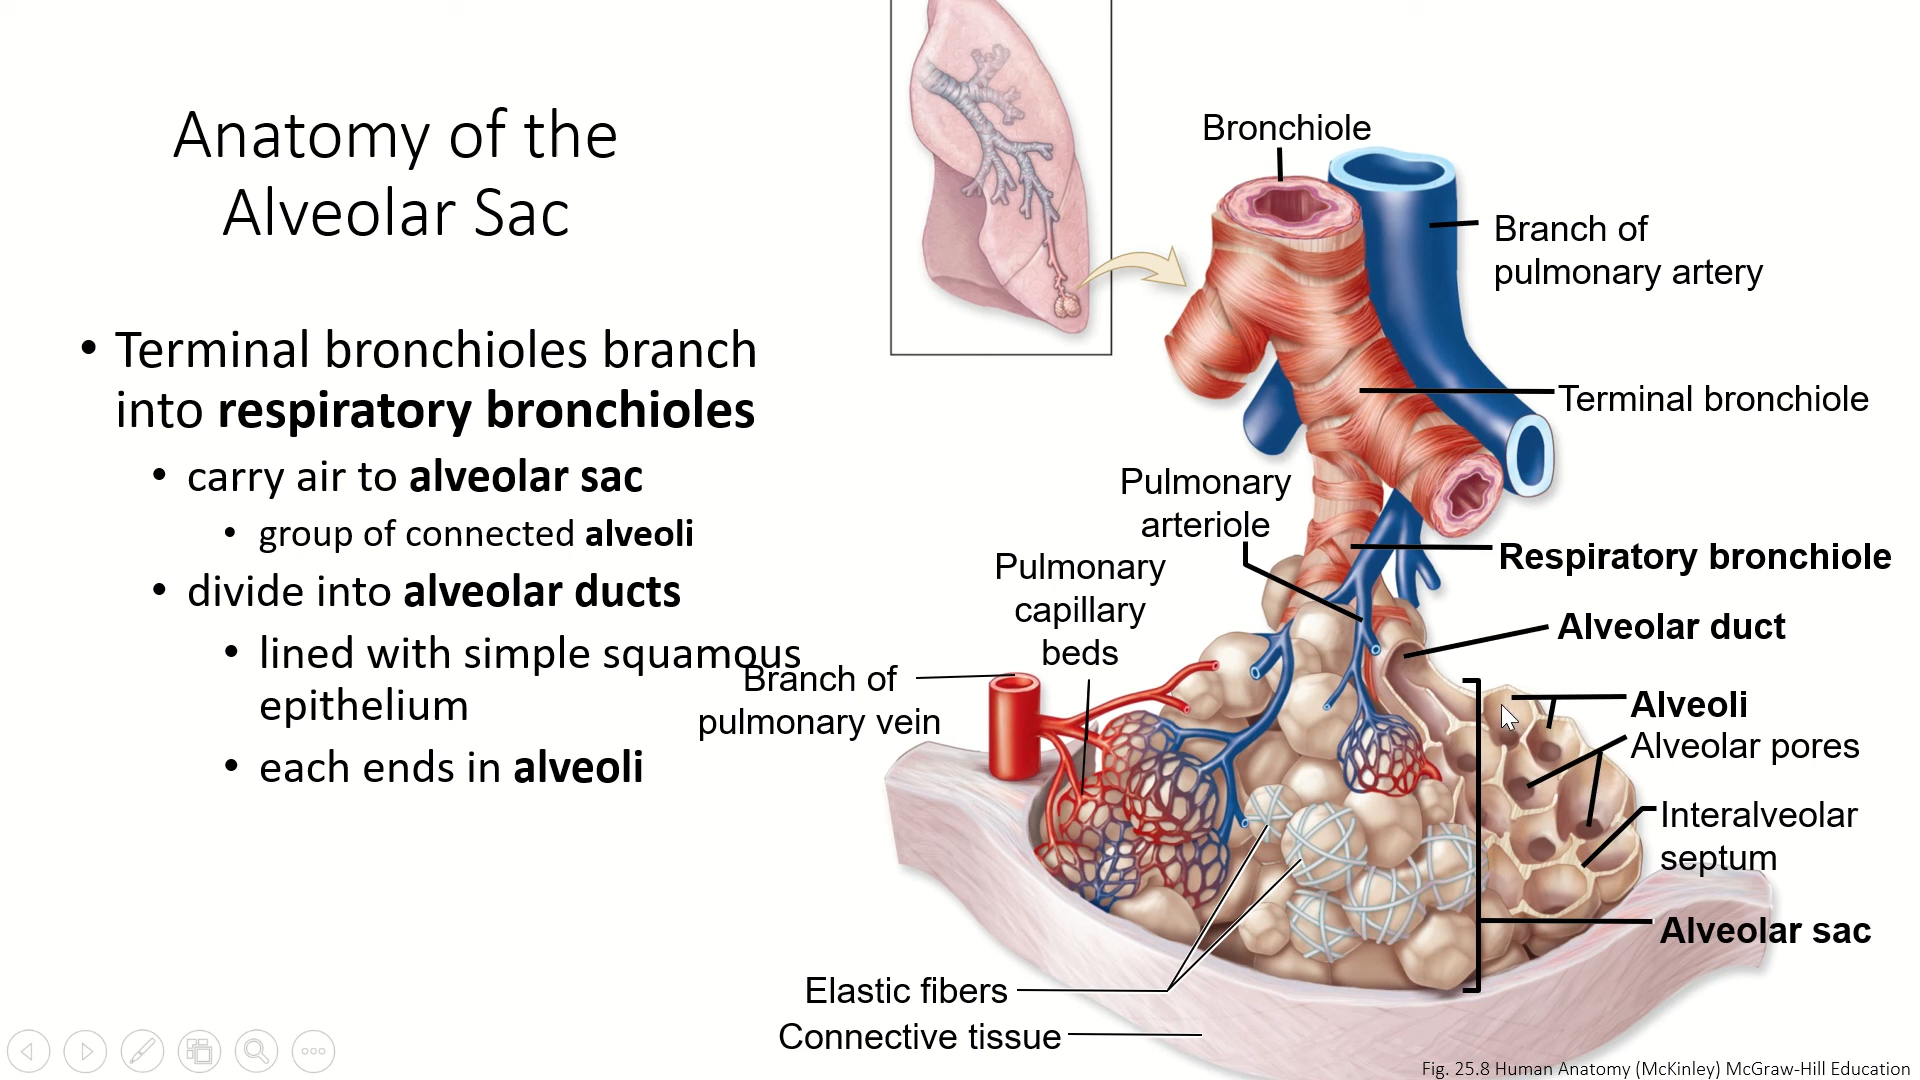 Anatomy of the
Alveolar Sac
• Terminal bronchioles branch
into respiratory bronchioles
• carry air to alveolar sac
• group of connected alveoli
• divide into alveolar ducts
• lined with simple squamous
epithelium
• each ends in alveoli
Bronchiole
Branch of
pulmonary artery
Terminal bronchiole
Pulmonary
arteriole
Respiratory bronchiole
Pulmonary
capillary
beds
Alveolar duct
Branch of
pulmonary vein
Alveoli
Alveolar pores
Interalveolar
septum
Alveolar sac
Elastic fibers
Connective tissue
Fig. 25.8 Human Anatomy (McKinley) McGraw-Hill Education